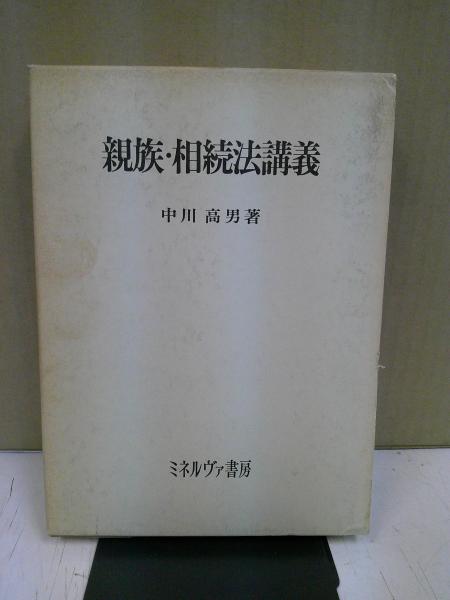 親族・相続法講義
中川高男著
ミネルヴァ書房